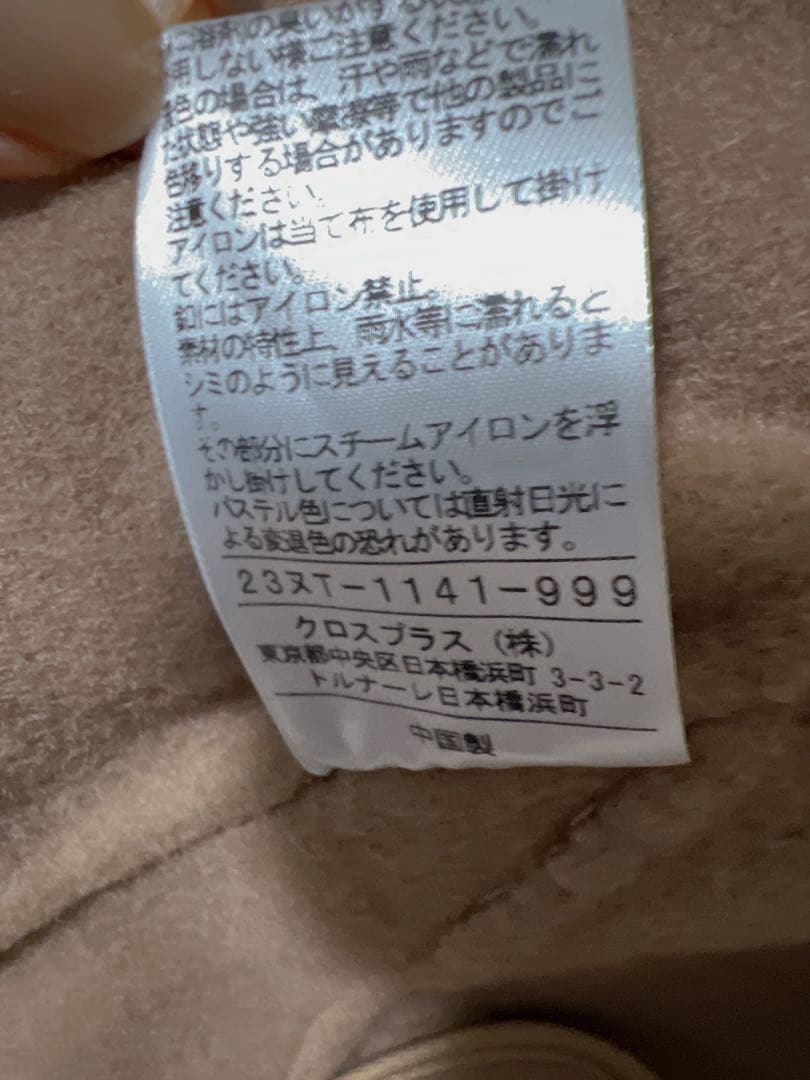 に溶剤の臭いがする
用しない様ご注意ください。
色の場合は、汗や雨などで濡れ
た状態や強い摩擦等で他の製品に
色移りする場合がありますのでご
注意ください。
アイロンは当て布を使用して掛け
てください。
釦にはアイロン禁止。
素材の特性上、雨水等に濡れると
シミのように見えることがありま
す。
その部分にスチームアイロンを浮
かし掛けしてください。
パステル色については直射日光に
よる変退色の恐れがあります。
23ヌT-1141-999
クロスプラス(株)
東京都中央区日本橋浜町 3-3-2
トルナーレ日本橋浜町
中国製